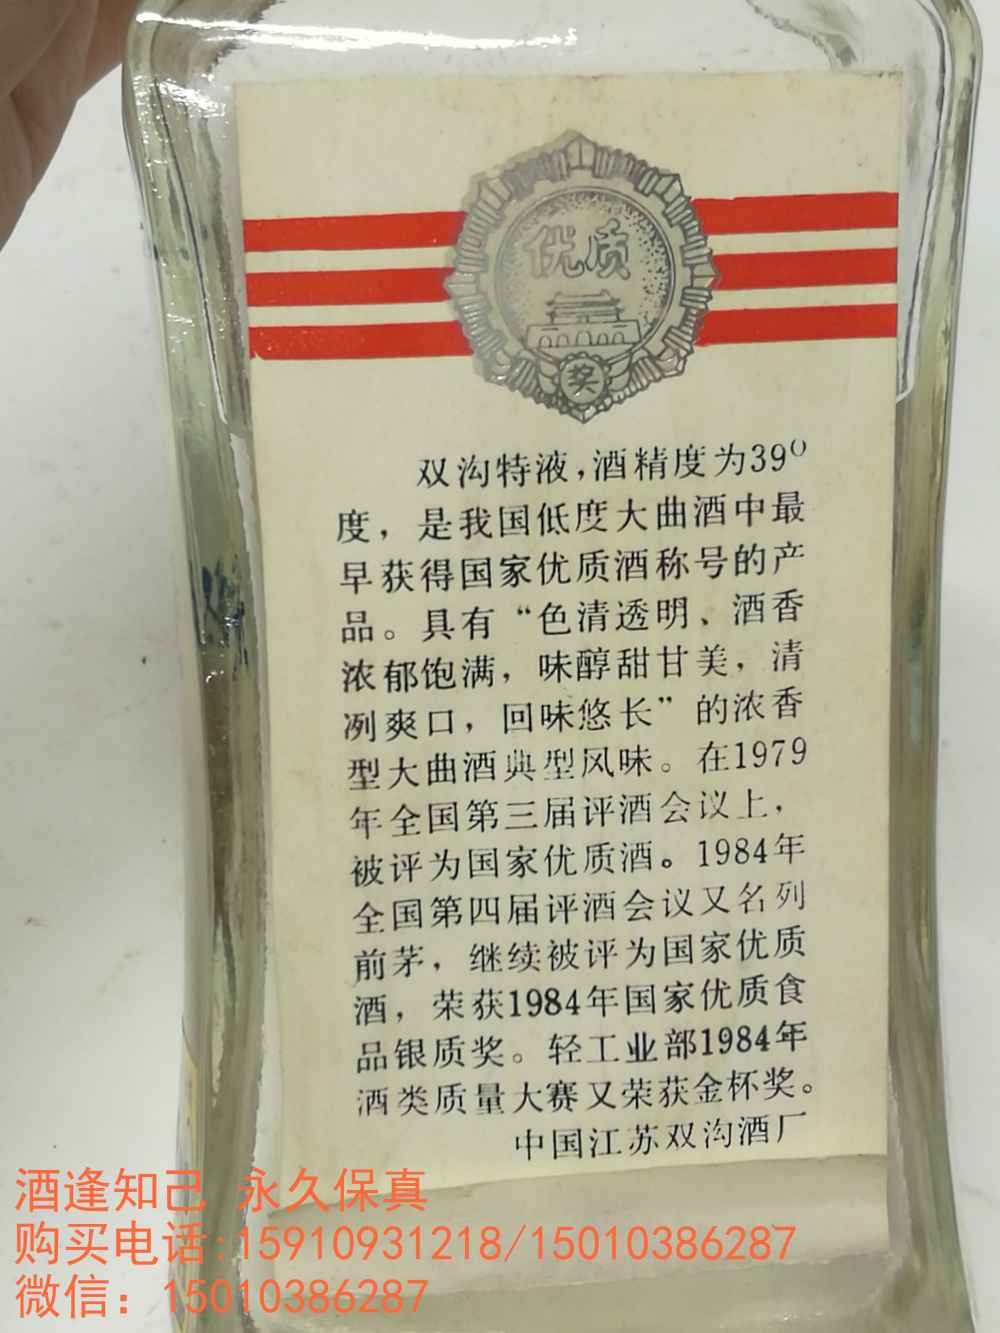 优质
奖
双沟特液,酒精度为39⁰
度，是我国低度大曲酒中最
早获得国家优质酒称号的产
品。具有“色清透明、酒香
浓郁饱满，味醇甜甘美，清
冽爽口，回味悠长”的浓香
型大曲酒典型风味。在1979
年全国第三届评酒会议上，
被评为国家优质酒。1984年
全国第四届评酒会议又名列
前茅，继续被评为国家优质
酒，荣获1984年国家优质食
品银质奖。轻工业部1984年
酒类质量大赛又荣获金杯奖。
中国江苏双沟酒厂
酒逢知己 永久保真
购买电话:15910931218/15010386287
微信：15010386287